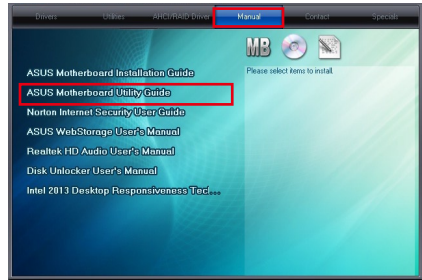 Drivers Utilities AHCI/RAID Driver Manual Contact Specials
MB
Please select items to install.
ASUS Motherboard Installation Guide
ASUS Motherboard Utility Guide
Norton Internet Security User Guide
ASUS WebStorage User's Manual
Realtek HD Audio User's Manual
Disk Unlocker User's Manual
Intel 2013 Desktop Responsiveness Tecl...